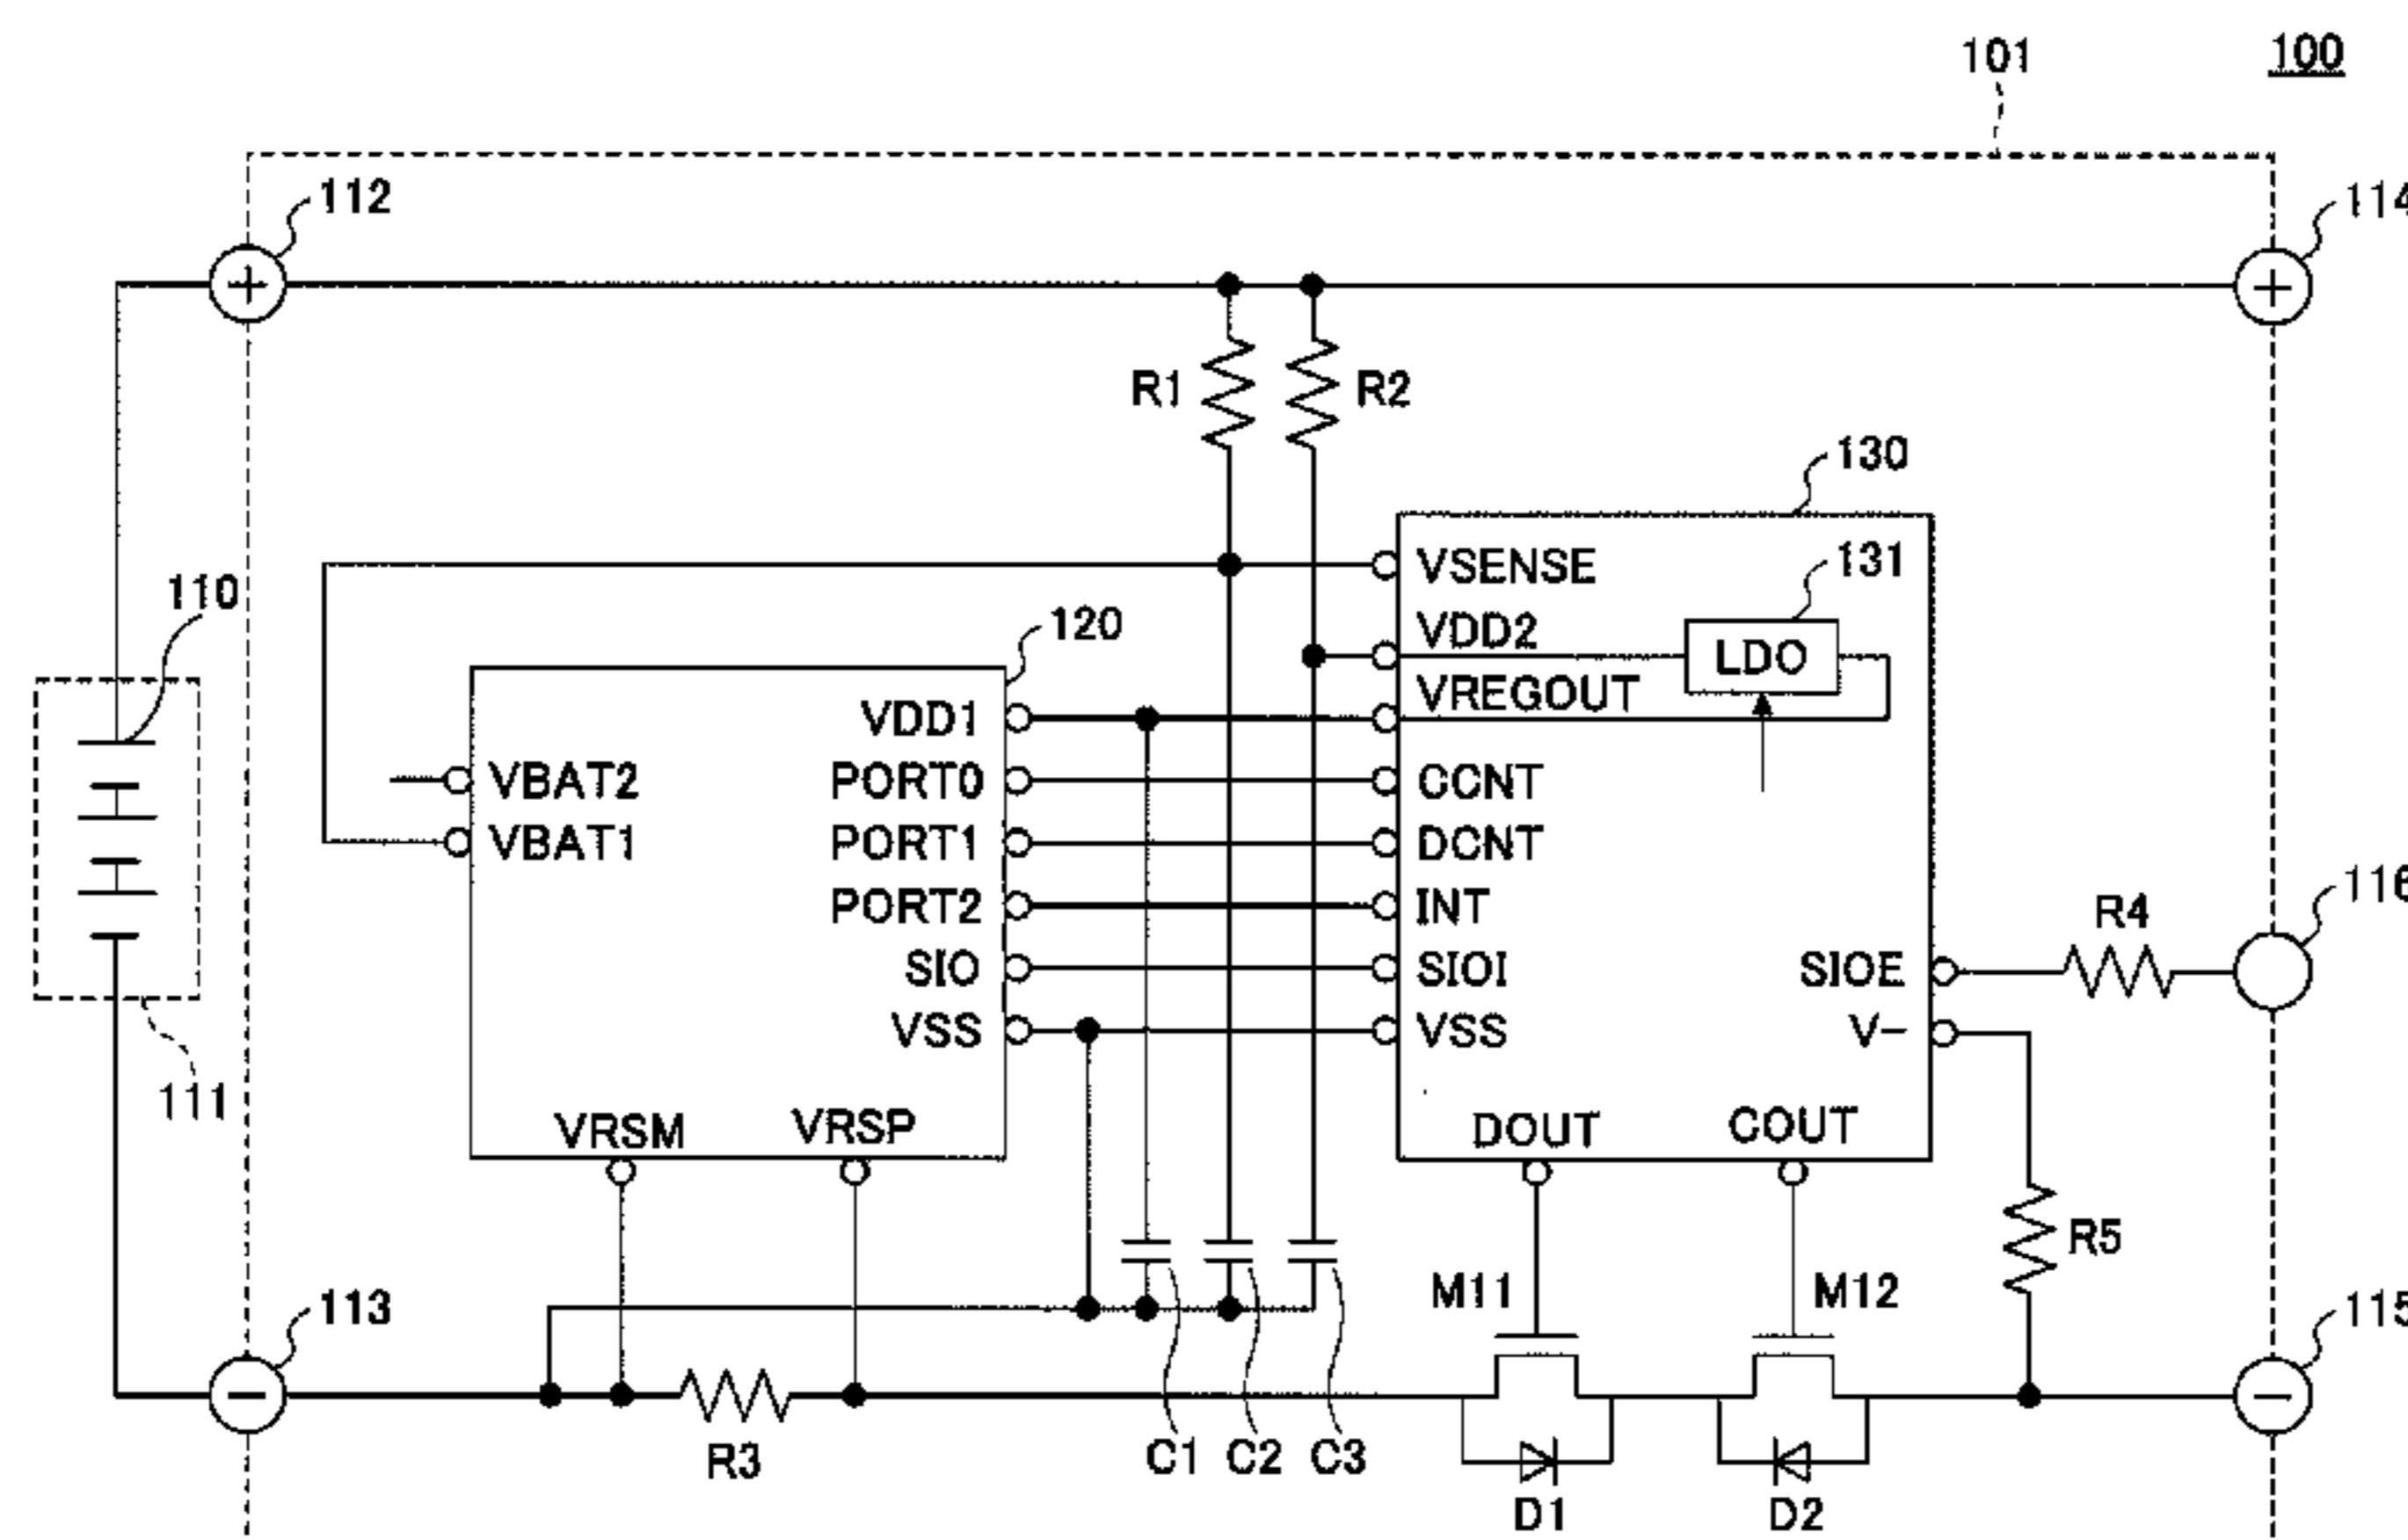 100
101
112
114
R1
R2
130
VSENSE
131
110
120
VDD2
LDO
VREGOUT
VDD1
VBAT2
PORT0
CCNT
VBAT1
PORT1
DCNT
PORT2
INT
116
R4
SIO
SIOI
SIOE
VSS
VSS
V-
111
VRSM
VRSP
DOUT
COUT
R5
M11
M12
113
115
R3
C1
C2
C3
D1
D2